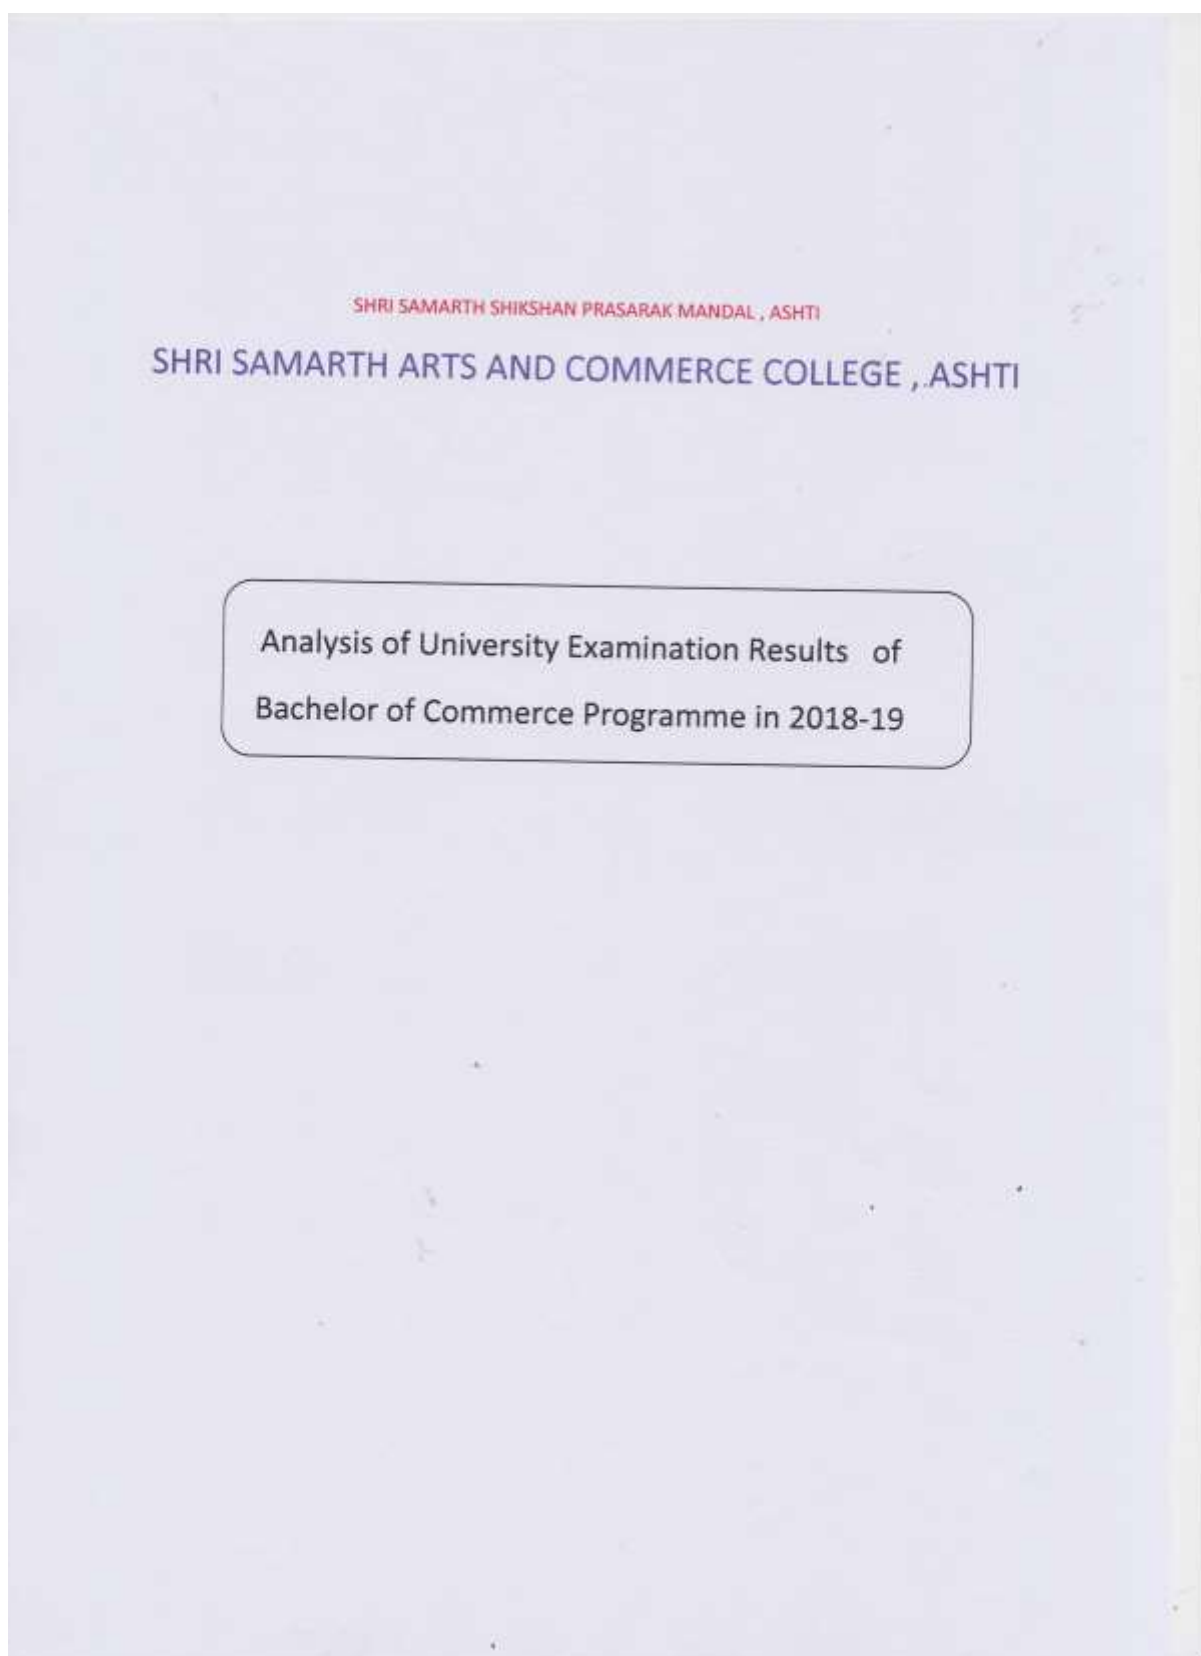 SHRI SAMARTH SHIKSHAN PRASARAK MANDAL , ASHTI
SHRI SAMARTH ARTS AND COMMERCE COLLEGE , ASHTI
Analysis of University Examination Results of
Bachelor of Commerce Programme in 2018-19